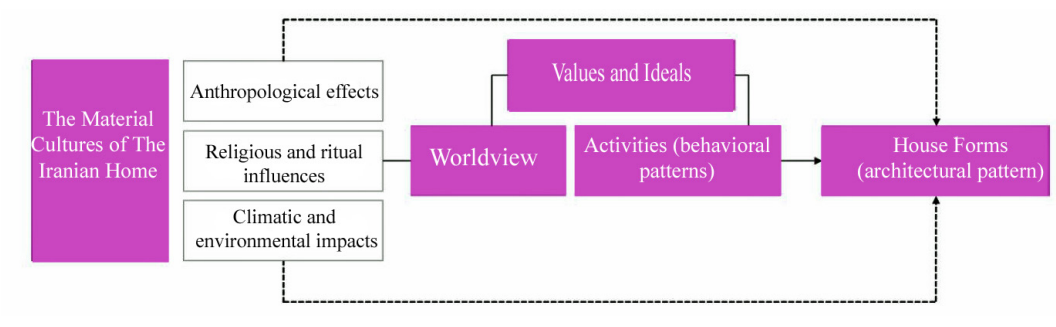 The Material
Cultures of The
Iranian Home
Anthropological effects
Religious and ritual
influences
Climatic and
environmental impacts
Values and Ideals
Worldview
Activities (behavioral
patterns)
House Forms
(architectural pattern)